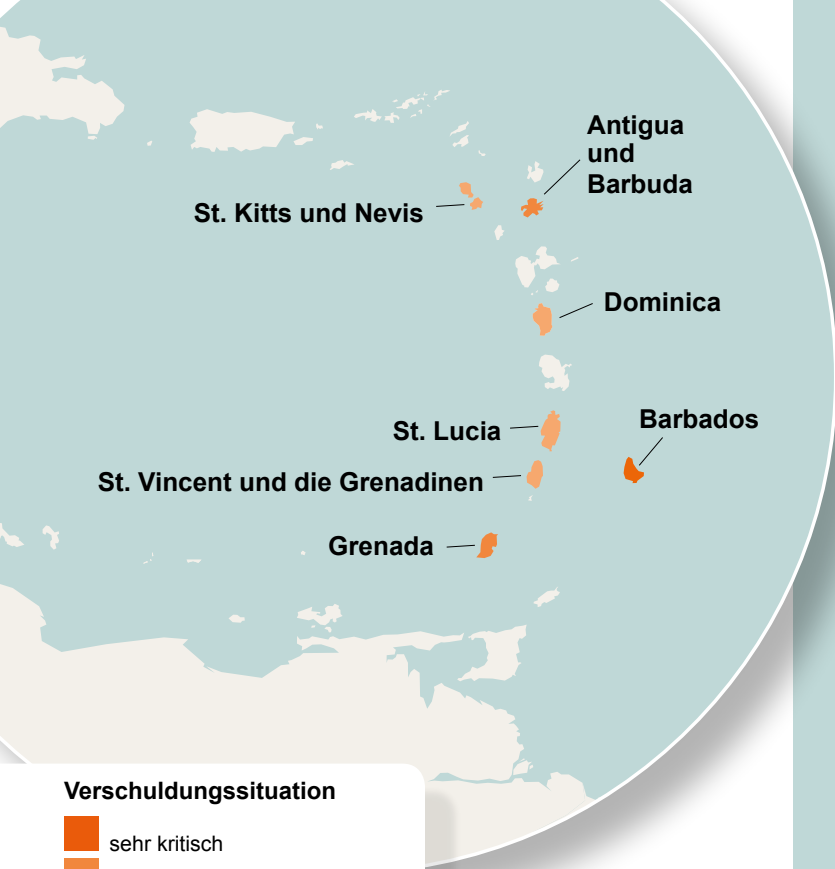 Antigua
und
Barbuda
St. Kitts und Nevis
Dominica
St. Lucia
Barbados
St. Vincent und die Grenadinen
Grenada
Verschuldungssituation
sehr kritisch